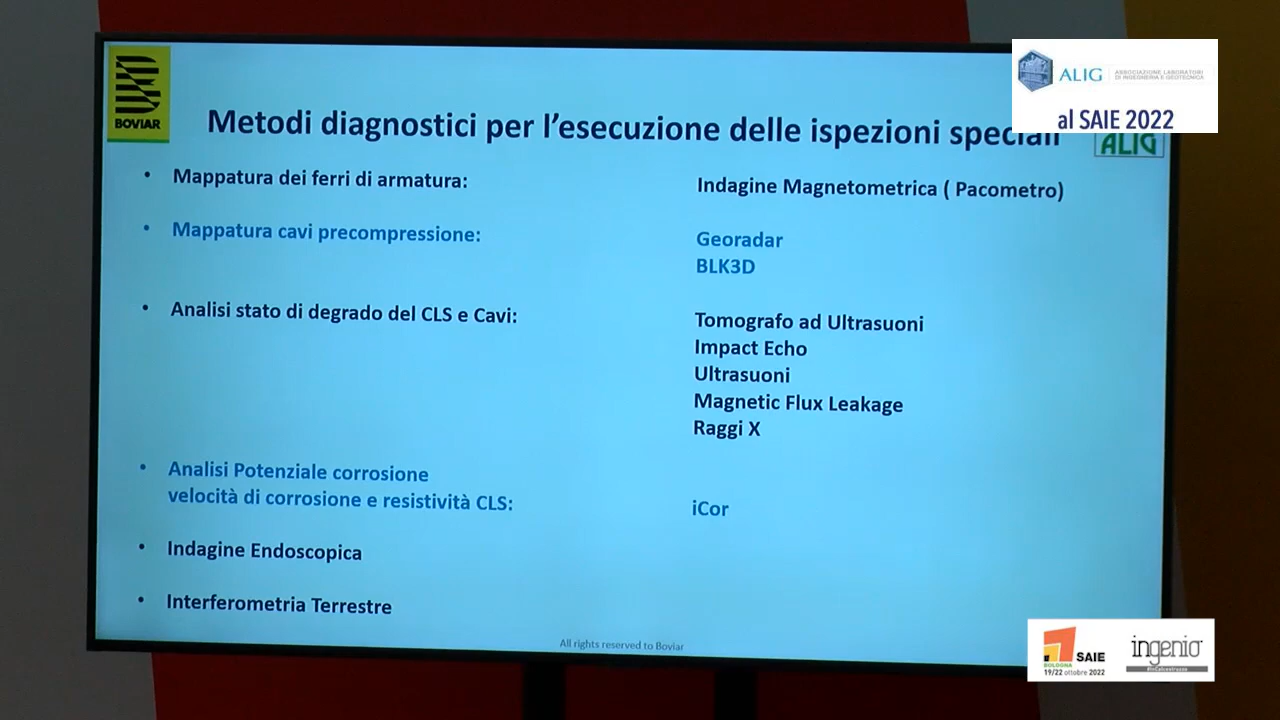 BOVIAR
ALIG
ASSOCIAZIONE LABORATORI
DI INGEGNERIA E GEOTECNICA
al SAIE 2022
ALIG
Metodi diagnostici per l'esecuzione delle ispezioni speciali
• Mappatura dei ferri di armatura: Indagine Magnetometrica ( Pacometro)
• Mappatura cavi precompressione: Georadar
BLK3D
• Analisi stato di degrado del CLS e Cavi: Tomografo ad Ultrasuoni
Impact Echo
Ultrasuoni
Magnetic Flux Leakage
Raggi X
• Analisi Potenziale corrosione
velocità di corrosione e resistività CLS: iCor
• Indagine Endoscopica
• Interferometria Terrestre
All rights reserved to Boviar
SAIE
BOLOGNA
19/22 ottobre 2022
ingenio
#inCalcestruzzo